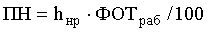 ПН = hнр · ФОТраб /100